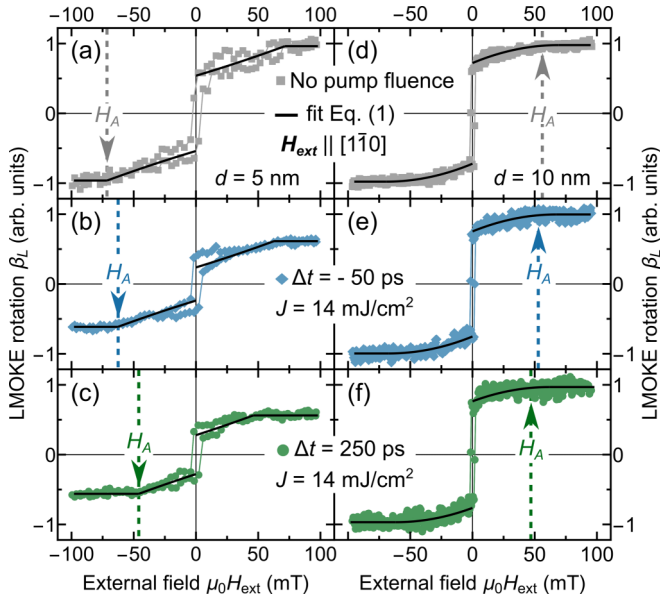 −50 0 50 100
−50 0 50 100
(a)
1
0
−1
H_A
No pump fluence
fit Eq. (1)
H_ext || [11̄0]
d = 5 nm
(d)
H_A
d = 10 nm
1
0
−1
LMOKE rotation β_L (arb. units)
(b)
1
0
−1
H_A
Δt = - 50 ps
J = 14 mJ/cm²
(e)
H_A
1
0
−1
LMOKE rotation β_L (arb. units)
(c)
1
0
−1
H_A
Δt = 250 ps
J = 14 mJ/cm²
(f)
H_A
1
0
−1
−100 −50 0 50 100
−100 −50 0 50 100
External field μ₀H_ext (mT)
External field μ₀H_ext (mT)